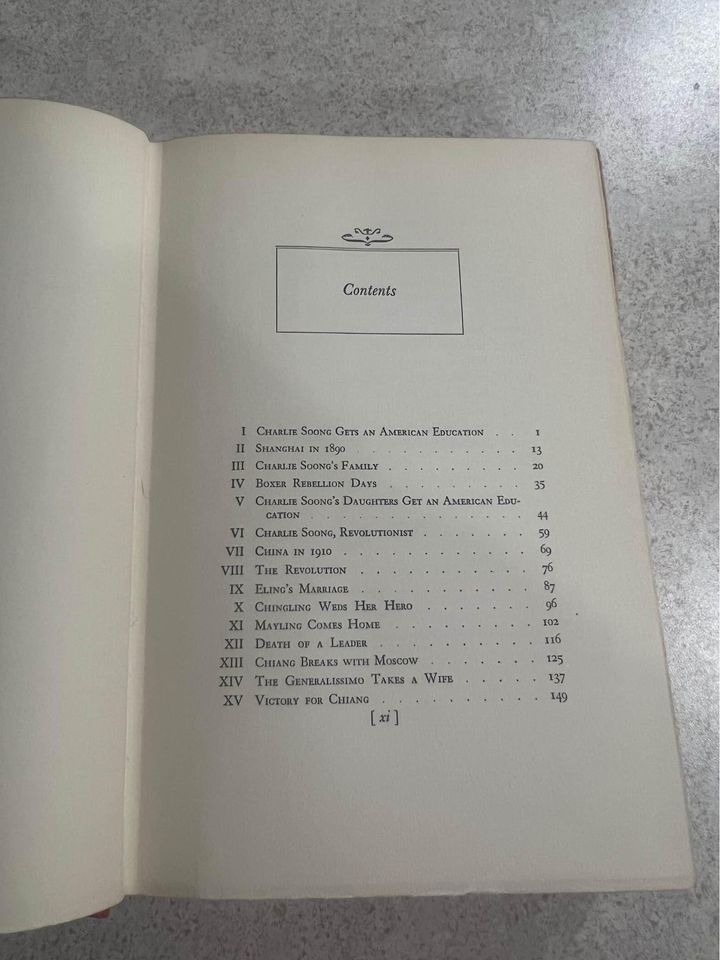 Contents
I CHARLIE SOONG GETS AN AMERICAN EDUCATION . . 1
II SHANGHAI IN 1890 . . . . . . . . . . . 13
III CHARLIE SOONG'S FAMILY . . . . . . . . . 20
IV BOXER REBELLION DAYS . . . . . . . . . 35
V CHARLIE SOONG'S DAUGHTERS GET AN AMERICAN EDU-
CATION . . . . . . . . . . . . . . 44
VI CHARLIE SOONG, REVOLUTIONIST . . . . . . . 59
VII CHINA IN 1910 . . . . . . . . . . . . 69
VIII THE REVOLUTION . . . . . . . . . . . 76
IX ELING'S MARRIAGE . . . . . . . . . . . 87
X CHINGLING WEDS HER HERO . . . . . . . 96
XI MAYLING COMES HOME . . . . . . . . . 102
XII DEATH OF A LEADER . . . . . . . . . . 116
XIII CHIANG BREAKS WITH MOSCOW . . . . . . . 125
XIV THE GENERALISSIMO TAKES A WIFE . . . . . 137
XV VICTORY FOR CHIANG . . . . . . . . . . 149
[ xi ]